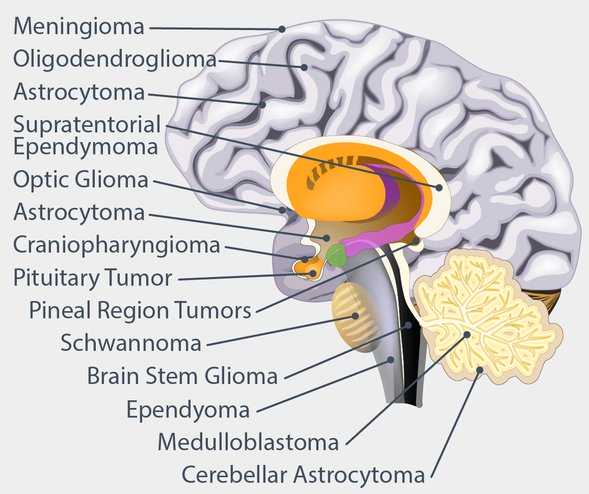 Meningioma
Oligodendroglioma
Astrocytoma
Supratentorial
Ependymoma
Optic Glioma
Astrocytoma
Craniopharyngioma
Pituitary Tumor
Pineal Region Tumors
Schwannoma
Brain Stem Glioma
Ependyoma
Medulloblastoma
Cerebellar Astrocytoma